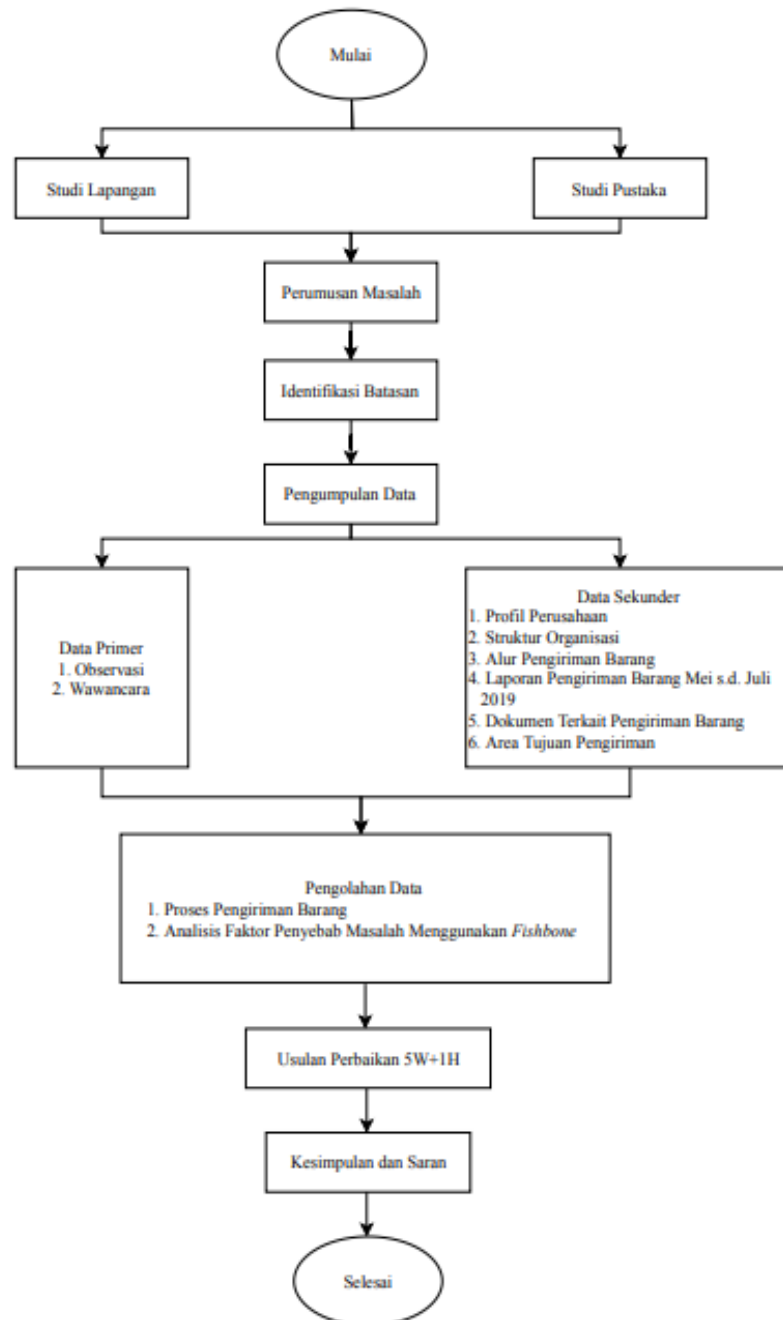 Mulai
Studi Lapangan
Studi Pustaka
Perumusan Masalah
Identifikasi Batasan
Pengumpulan Data
Data Primer
1. Observasi
2. Wawancara
Data Sekunder
1. Profil Perusahaan
2. Struktur Organisasi
3. Alur Pengiriman Barang
4. Laporan Pengiriman Barang Mei s.d. Juli
2019
5. Dokumen Terkait Pengiriman Barang
6. Area Tujuan Pengiriman
Pengolahan Data
1. Proses Pengiriman Barang
2. Analisis Faktor Penyebab Masalah Menggunakan Fishbone
Usulan Perbaikan 5W+1H
Kesimpulan dan Saran
Selesai